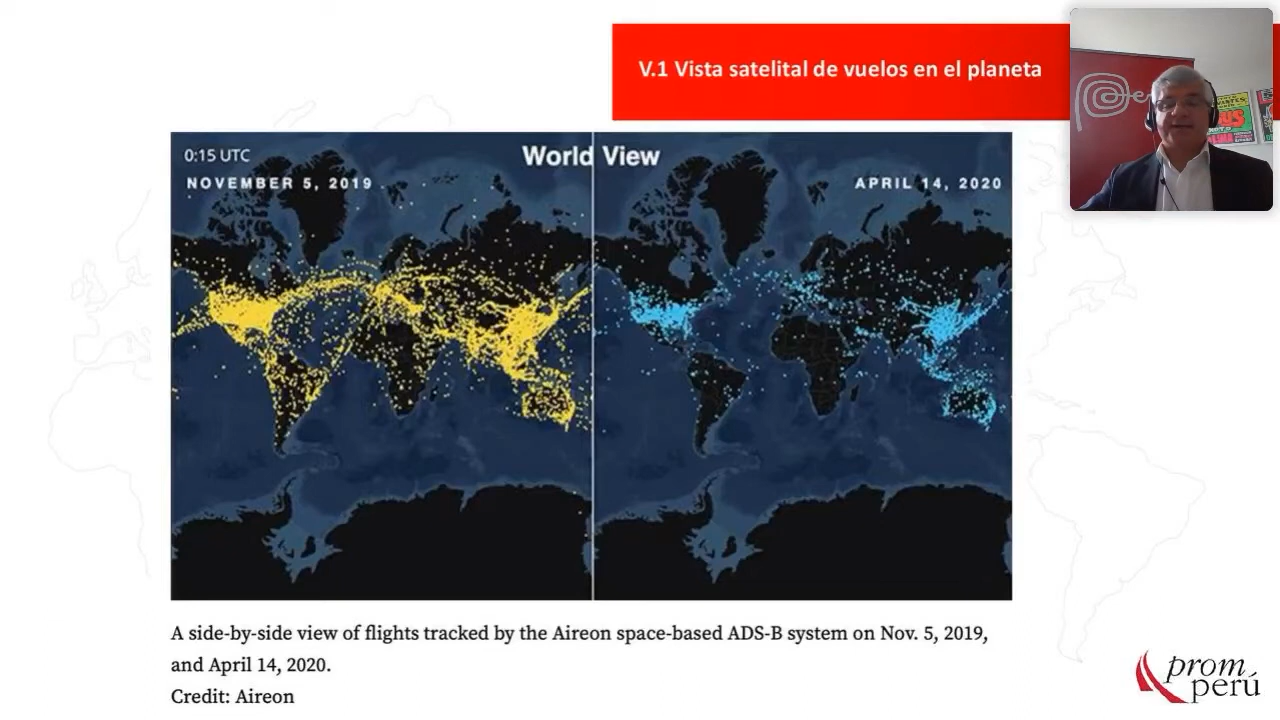 V.1 Vista satelital de vuelos en el planeta
0:15 UTC
World View
NOVEMBER 5, 2019
APRIL 14, 2020
A side-by-side view of flights tracked by the Aireon space-based ADS-B system on Nov. 5, 2019,
and April 14, 2020.
Credit: Aireon
prom
perú